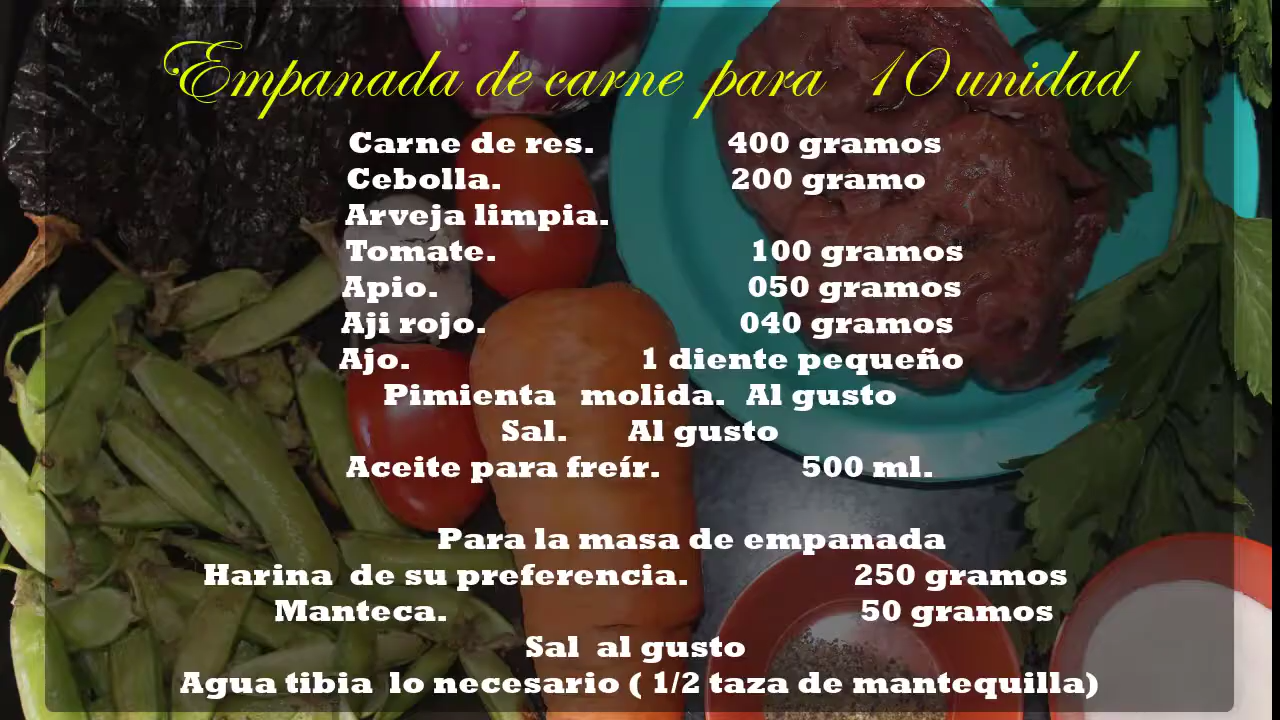 Empanada de carne para 10 unidad
Carne de res. 400 gramos
Cebolla. 200 gramo
Arveja limpia.
Tomate. 100 gramos
Apio. 050 gramos
Aji rojo. 040 gramos
Ajo. 1 diente pequeño
Pimienta molida. Al gusto
Sal. Al gusto
Aceite para freír. 500 ml.
Para la masa de empanada
Harina de su preferencia. 250 gramos
Manteca. 50 gramos
Sal al gusto
Agua tibia lo necesario ( 1/2 taza de mantequilla)